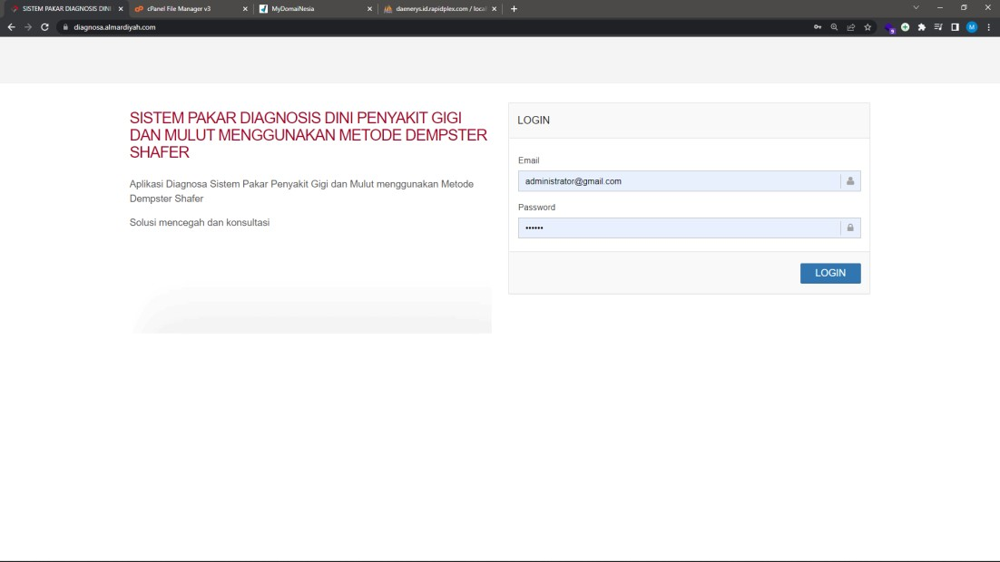 SISTEM PAKAR DIAGNOSIS DINI
cPanel File Manager v3
MyDomaiNesia
daenerys.id.rapidplex.com / local
diagnosa.almardiyah.com
9
M
SISTEM PAKAR DIAGNOSIS DINI PENYAKIT GIGI
DAN MULUT MENGGUNAKAN METODE DEMPSTER
SHAFER
Aplikasi Diagnosa Sistem Pakar Penyakit Gigi dan Mulut menggunakan Metode
Dempster Shafer
Solusi mencegah dan konsultasi
LOGIN
Email
administrator@gmail.com
Password
••••••
LOGIN